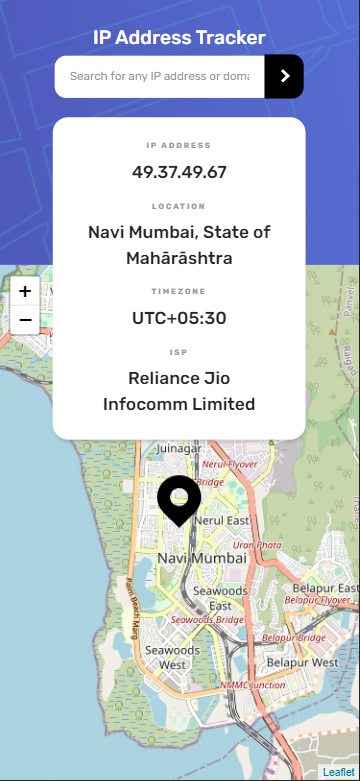 IP Address Tracker
Search for any IP address or doma
IP ADDRESS
49.37.49.67
LOCATION
Navi Mumbai, State of
Mahārāshtra
TIMEZONE
UTC+05:30
ISP
Reliance Jio
Infocomm Limited
+
−
Panvel
Juinagar
Nerul Flyover
Bridge
Nerul East
Uran Phata
Navi Mumbai
Palm Beach Marg
Seawoods
East
Belapur East
Belapur Flyover
Seawoods Bridge
Belapur Bridge
Seawoods
West
Belapur West
NMMC Junction
Leaflet